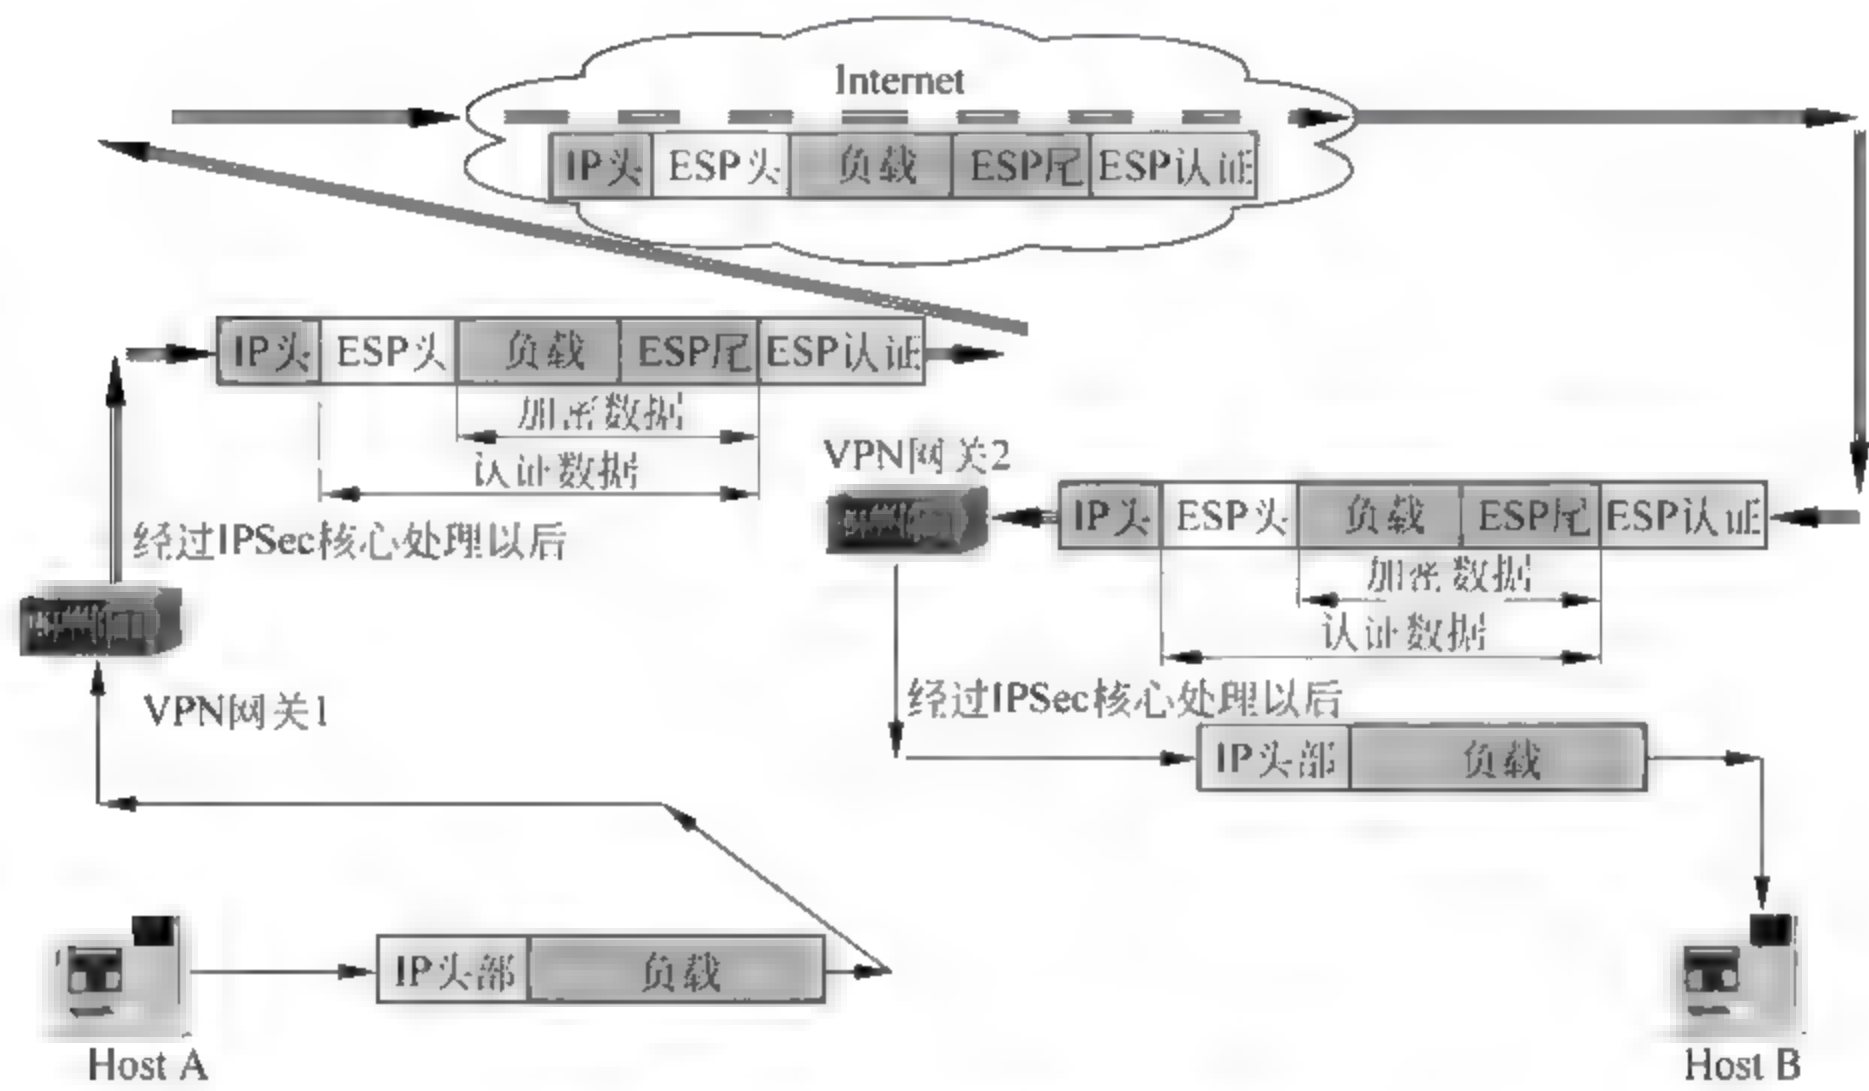 Internet
IP头 ESP头 负载 ESP尾 ESP认证
IP头 ESP头 负载 ESP尾 ESP认证
加密数据
认证数据
经过IPSec核心处理以后
VPN网关1
VPN网关2
IP头 ESP头 负载 ESP尾 ESP认证
加密数据
认证数据
经过IPSec核心处理以后
IP头部 负载
IP头部 负载
Host A
Host B